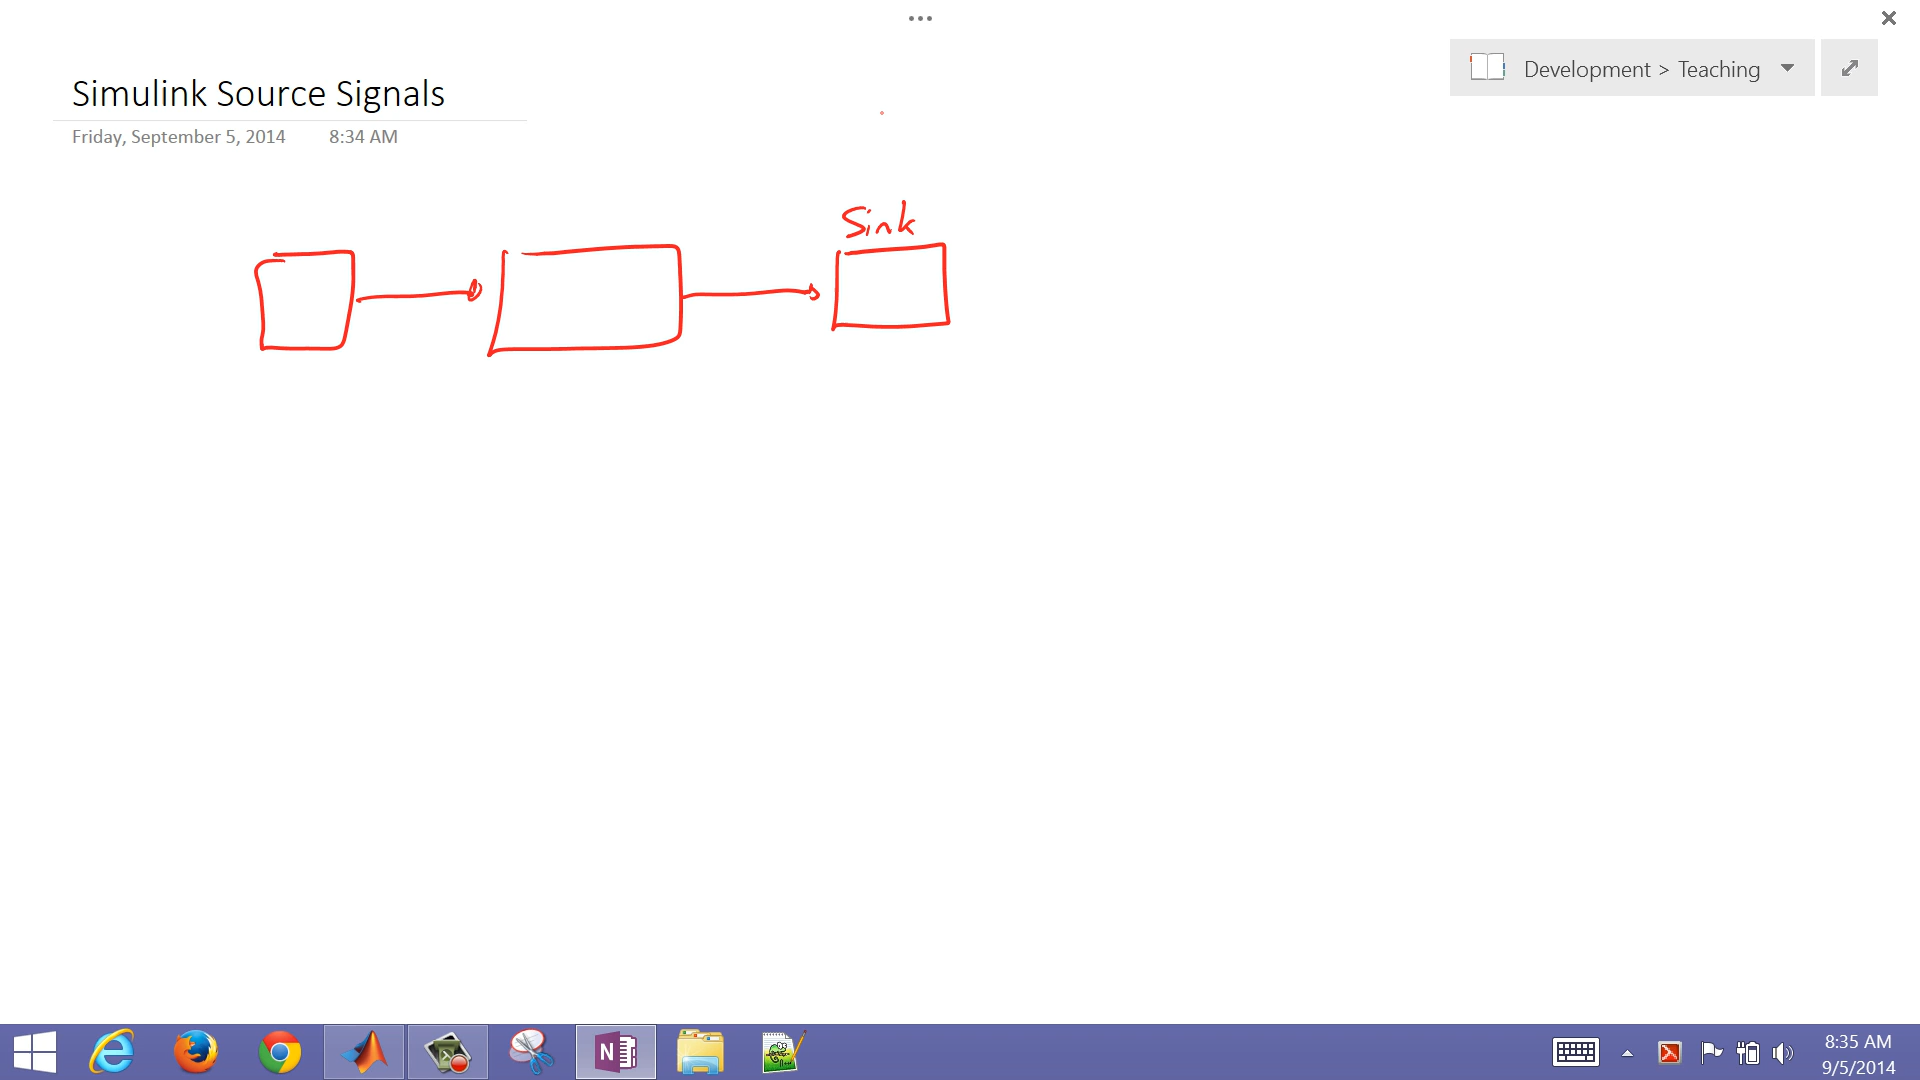 Development > Teaching
Simulink Source Signals
Friday, September 5, 2014 8:34 AM
Sink
N
8:35 AM
9/5/2014